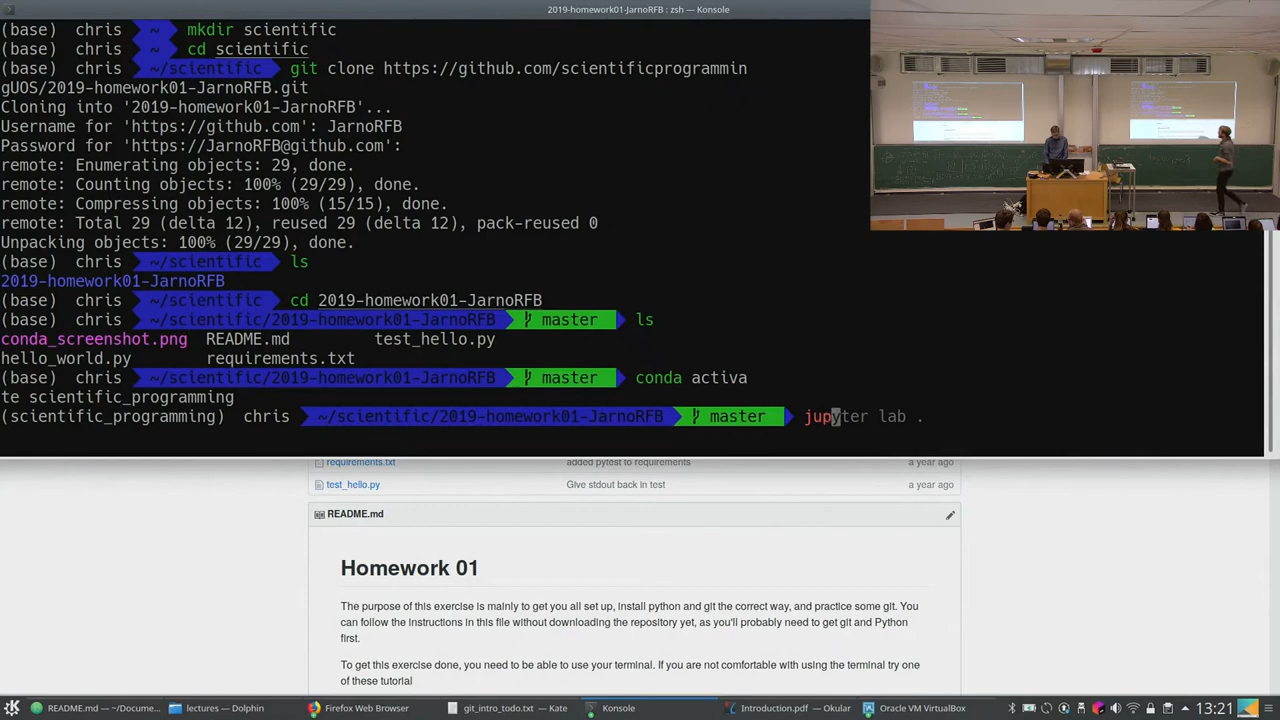 2019-homework01-JarnoRFB : zsh — Konsole
(base) chris ~ mkdir scientific
(base) chris ~ cd scientific
(base) chris ~/scientific git clone https://github.com/scientificprogrammin
gUOS/2019-homework01-JarnoRFB.git
Cloning into '2019-homework01-JarnoRFB'...
Username for 'https://github.com': JarnoRFB
Password for 'https://JarnoRFB@github.com':
remote: Enumerating objects: 29, done.
remote: Counting objects: 100% (29/29), done.
remote: Compressing objects: 100% (15/15), done.
remote: Total 29 (delta 12), reused 29 (delta 12), pack-reused 0
Unpacking objects: 100% (29/29), done.
(base) chris ~/scientific ls
2019-homework01-JarnoRFB
(base) chris ~/scientific cd 2019-homework01-JarnoRFB
(base) chris ~/scientific/2019-homework01-JarnoRFB master ls
conda_screenshot.png README.md test_hello.py
hello_world.py requirements.txt
(base) chris ~/scientific/2019-homework01-JarnoRFB master conda activa
te scientific_programming
(scientific_programming) chris ~/scientific/2019-homework01-JarnoRFB master jupyter lab .
requirements.txt added pytest to requirements a year ago
test_hello.py Give stdout back in test a year ago
README.md
Homework 01
The purpose of this exercise is mainly to get you all set up, install python and git the correct way, and practice some git. You
can follow the instructions in this file without downloading the repository yet, as you'll probably need to get git and Python
first.
To get this exercise done, you need to be able to use your terminal. If you are not comfortable with using the terminal try one
of these tutorial
README.md — ~/Docume... lectures — Dolphin Firefox Web Browser git_intro_todo.txt — Kate Konsole Introduction.pdf — Okular Oracle VM VirtualBox 13:21